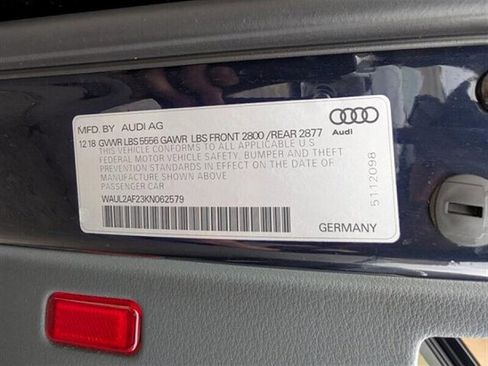 MFD. BY AUDI AG
12 18 GVWR LBS 5556 GAWR LBS FRONT 2800 /REAR 2877
THIS VEHICLE CONFORMS TO ALL APPLICABLE U S
FEDERAL MOTOR VEHICLE SAFETY, BUMPER AND THEFT
PREVENTION STANDARDS IN EFFECT ON THE DATE OF
MANUFACTURE SHOWN ABOVE.
PASSENGER CAR
WAUL2AF23KN062579
Audi
5112098
GERMANY